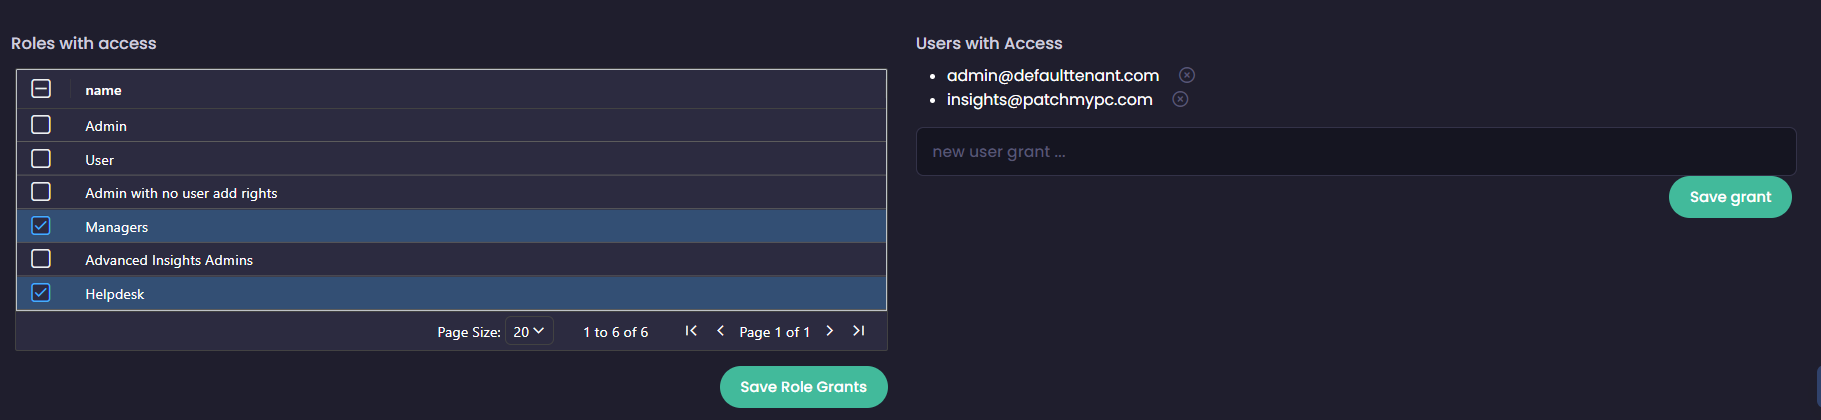 Roles with access
name
Admin
User
Admin with no user add rights
Managers
Advanced Insights Admins
Helpdesk
Page Size: 20 1 to 6 of 6 Page 1 of 1
Save Role Grants
Users with Access
admin@defaulttenant.com
insights@patchmypc.com
new user grant ...
Save grant